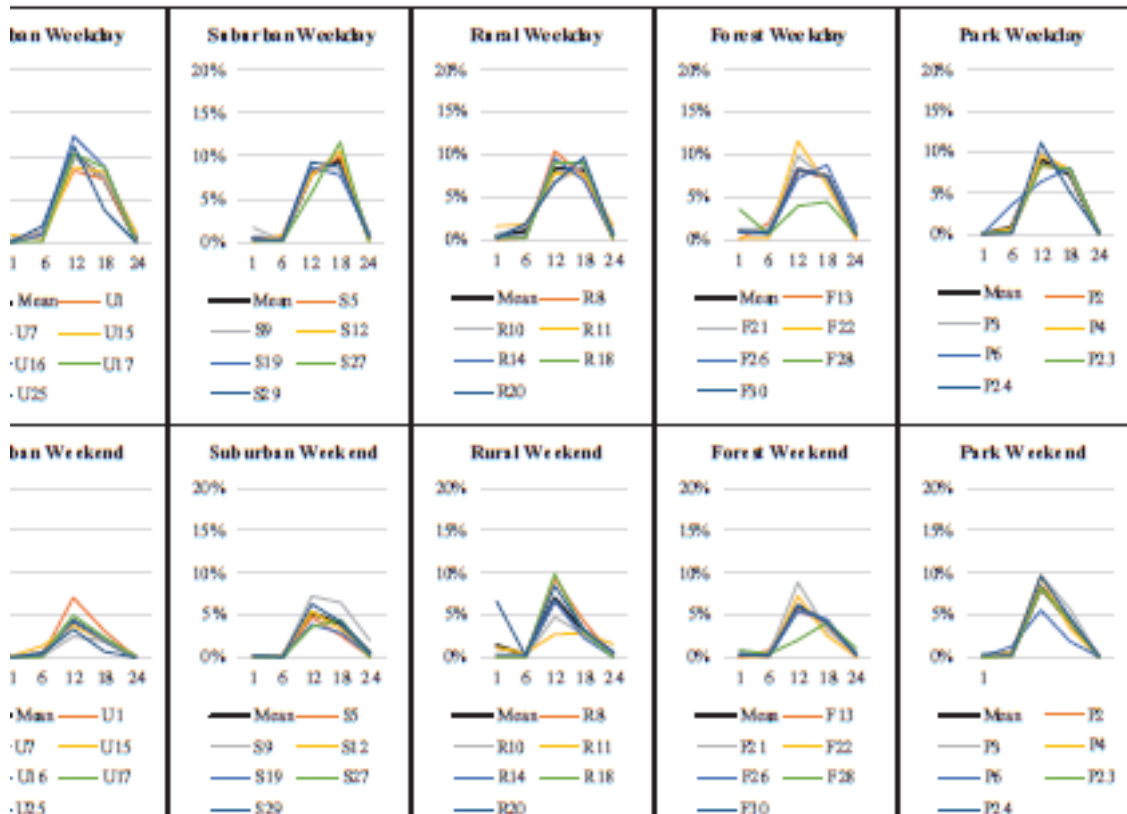 ban Weekday
1 6 12 18 24
Mean U1
U7 U15
U16 U17
U25
Suburban Weekday
20%
15%
10%
5%
0%
1 6 12 18 24
Mean S5
S9 S12
S19 S27
S29
Rural Weekday
20%
15%
10%
5%
0%
1 6 12 18 24
Mean R8
R10 R11
R14 R18
R20
Forest Weekday
20%
15%
10%
5%
0%
1 6 12 18 24
Mean F13
F21 F22
F26 F28
F30
Park Weekday
20%
15%
10%
5%
0%
1 6 12 18 24
Mean P2
P3 P4
P6 P23
P24
ban Weekend
1 6 12 18 24
Mean U1
U7 U15
U16 U17
U25
Suburban Weekend
20%
15%
10%
5%
0%
1 6 12 18 24
Mean S5
S9 S12
S19 S27
S29
Rural Weekend
20%
15%
10%
5%
0%
1 6 12 18 24
Mean R8
R10 R11
R14 R18
R20
Forest Weekend
20%
15%
10%
5%
0%
1 6 12 18 24
Mean F13
F21 F22
F26 F28
F30
Park Weekend
20%
15%
10%
5%
0%
1
Mean P2
P3 P4
P6 P23
P24